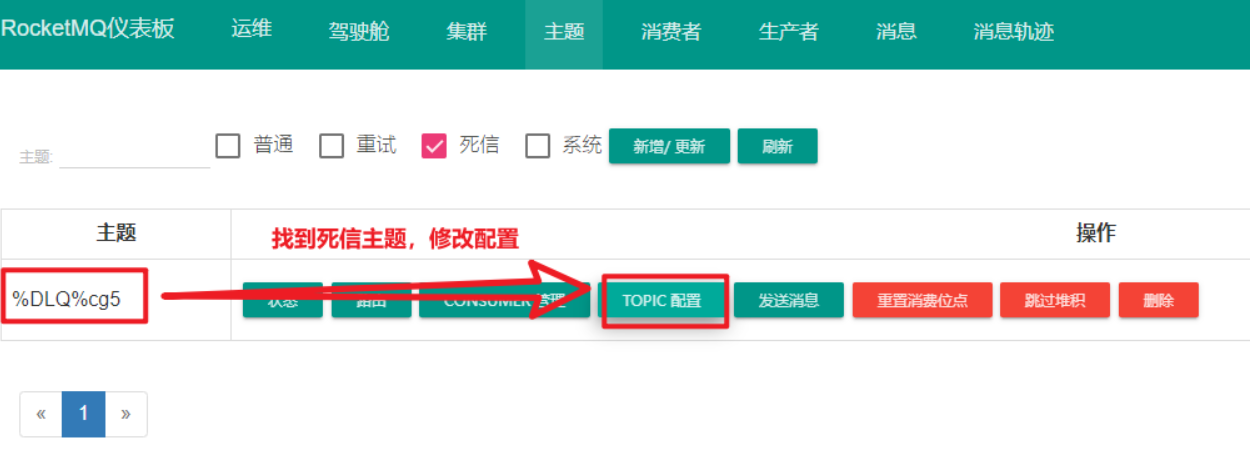 RocketMQ仪表板 运维 驾驶舱 集群 主题 消费者 生产者 消息 消息轨迹
主题: 普通 重试 死信 系统 新增/ 更新 刷新
主题 找到死信主题，修改配置 操作
%DLQ%cg5 状态 路由 CONSUMER 管理 TOPIC 配置 发送消息 重置消费位点 跳过堆积 删除
« 1 »